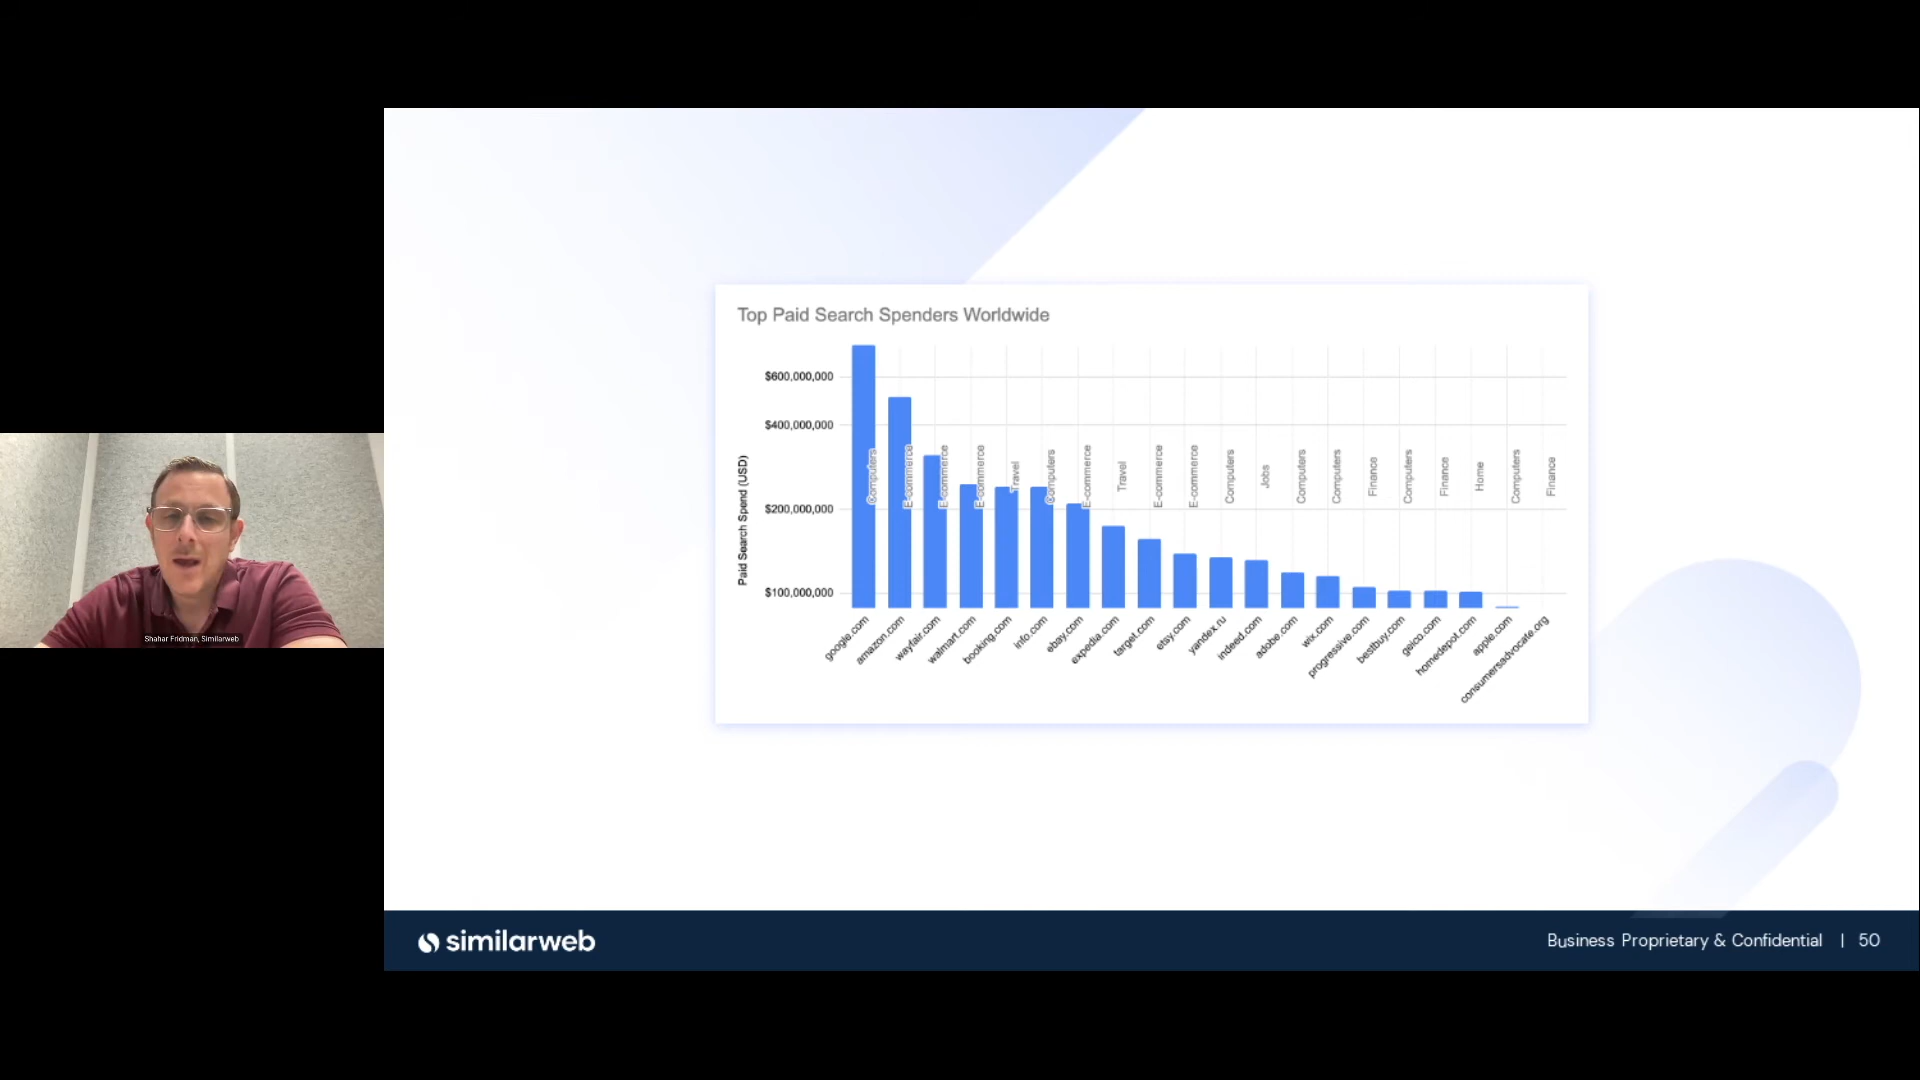 Top Paid Search Spenders Worldwide
$600,000,000
$400,000,000
$200,000,000
$100,000,000
Paid Search Spend (USD)
Computers
E-commerce
E-commerce
E-commerce
Travel
Computers
E-commerce
Travel
E-commerce
E-commerce
Computers
Jobs
Computers
Computers
Finance
Computers
Finance
Home
Computers
Finance
google.com
amazon.com
wayfair.com
walmart.com
booking.com
info.com
ebay.com
expedia.com
target.com
etsy.com
yandex.ru
indeed.com
adobe.com
wix.com
progressive.com
bestbuy.com
geico.com
homedepot.com
apple.com
consumersadvocate.org
Shahar Fridman, Similarweb
similarweb
Business Proprietary & Confidential | 50